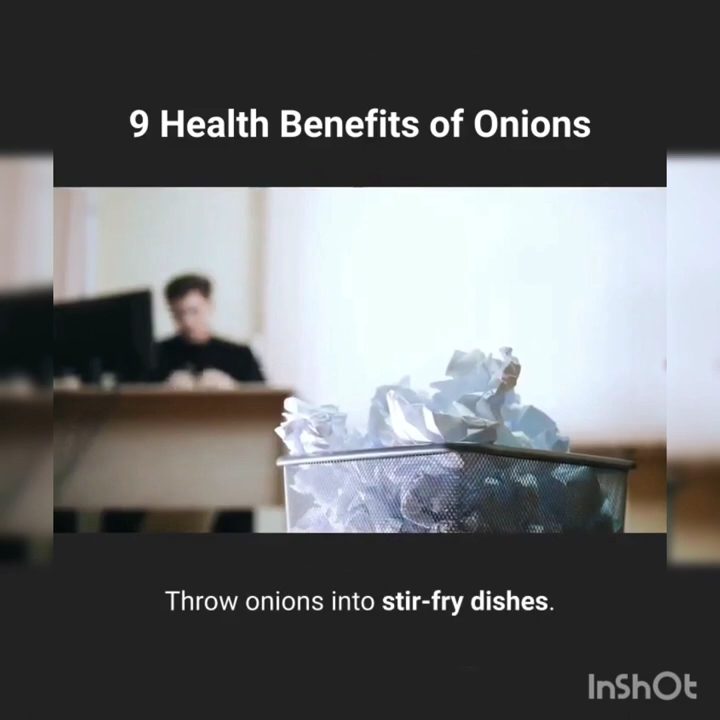 9 Health Benefits of Onions
Throw onions into stir-fry dishes.
InShOt